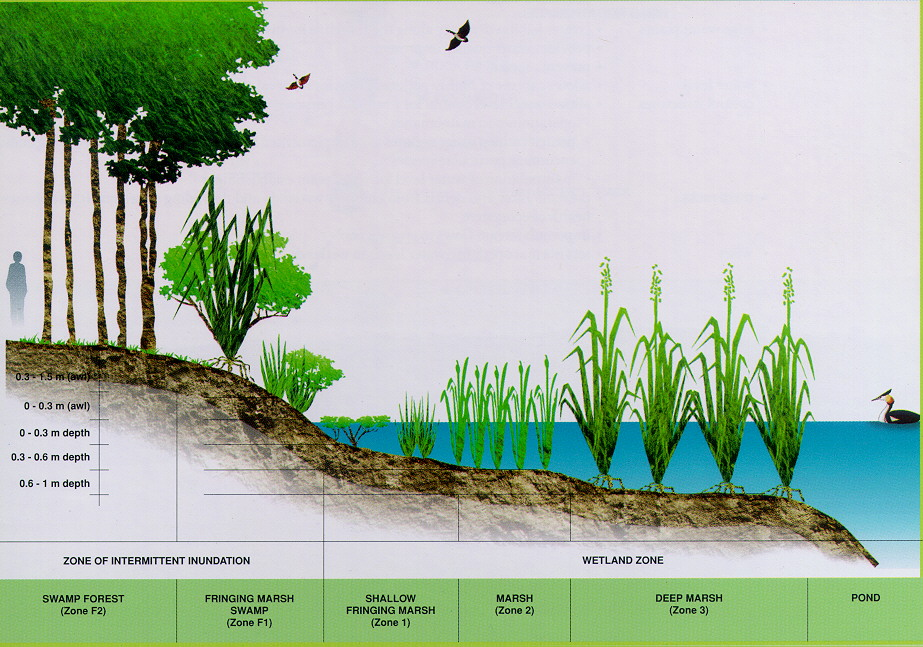 0.3 - 1.5 m (awl)
0 - 0.3 m (awl)
0 - 0.3 m depth
0.3 - 0.6 m depth
0.6 - 1 m depth
ZONE OF INTERMITTENT INUNDATION
WETLAND ZONE
SWAMP FOREST
(Zone F2)
FRINGING MARSH
SWAMP
(Zone F1)
SHALLOW
FRINGING MARSH
(Zone 1)
MARSH
(Zone 2)
DEEP MARSH
(Zone 3)
POND